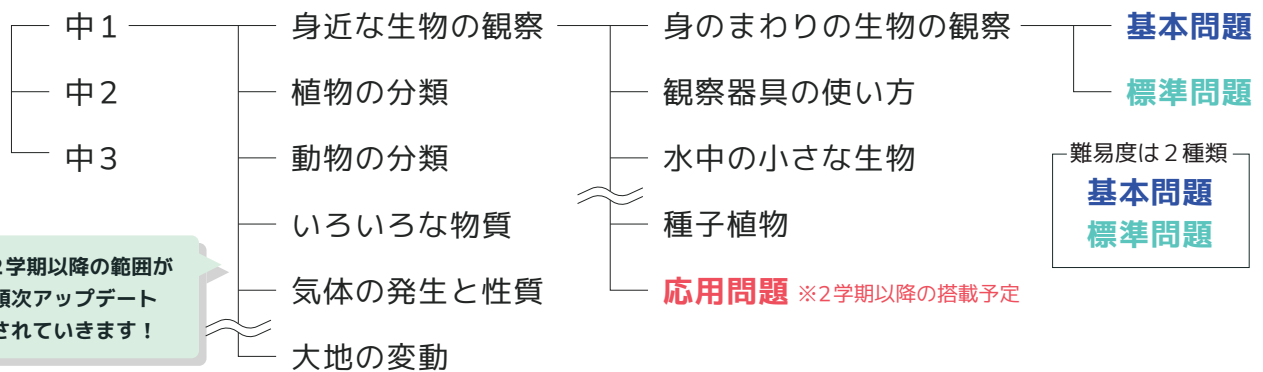 中１
中２
中３
身近な生物の観察
植物の分類
動物の分類
いろいろな物質
気体の発生と性質
大地の変動
身のまわりの生物の観察
観察器具の使い方
水中の小さな生物
種子植物
応用問題 ※2学期以降の搭載予定
基本問題
標準問題
難易度は２種類
基本問題
標準問題
学期以降の範囲が
次アップデート
されていきます！